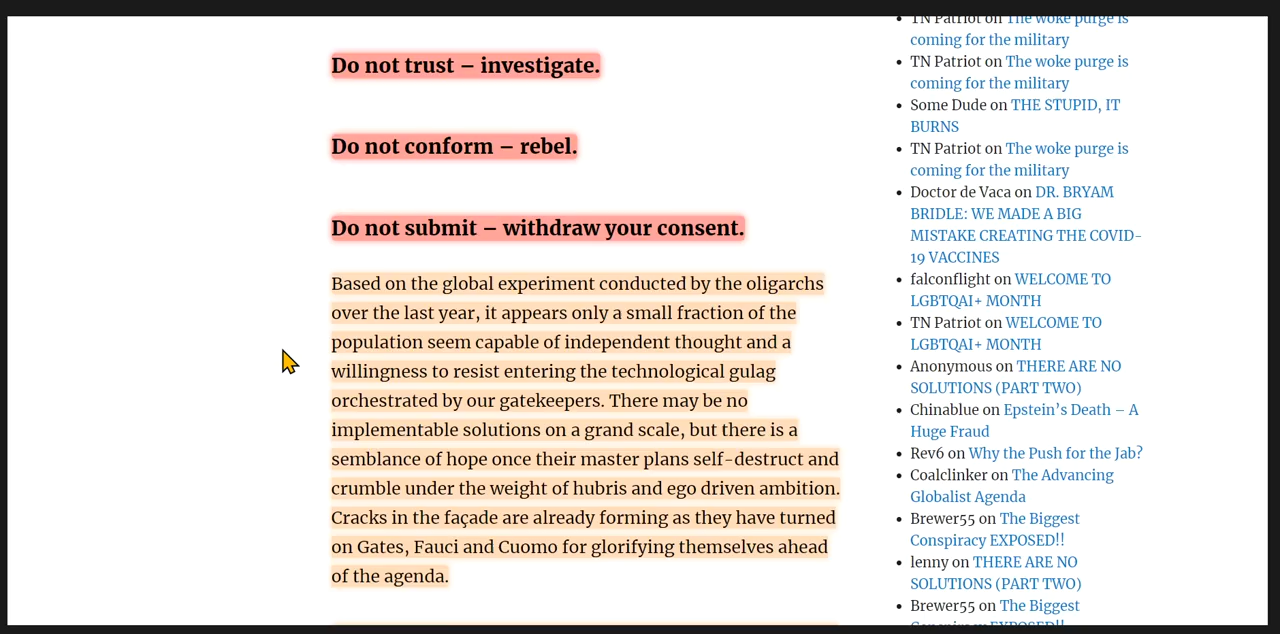 Do not trust – investigate.
Do not conform – rebel.
Do not submit – withdraw your consent.
Based on the global experiment conducted by the oligarchs
over the last year, it appears only a small fraction of the
population seem capable of independent thought and a
willingness to resist entering the technological gulag
orchestrated by our gatekeepers. There may be no
implementable solutions on a grand scale, but there is a
semblance of hope once their master plans self-destruct and
crumble under the weight of hubris and ego driven ambition.
Cracks in the façade are already forming as they have turned
on Gates, Fauci and Cuomo for glorifying themselves ahead
of the agenda.
TN Patriot on The woke purge is
coming for the military
TN Patriot on The woke purge is
coming for the military
Some Dude on THE STUPID, IT
BURNS
TN Patriot on The woke purge is
coming for the military
Doctor de Vaca on DR. BRYAM
BRIDLE: WE MADE A BIG
MISTAKE CREATING THE COVID-
19 VACCINES
falconflight on WELCOME TO
LGBTQAI+ MONTH
TN Patriot on WELCOME TO
LGBTQAI+ MONTH
Anonymous on THERE ARE NO
SOLUTIONS (PART TWO)
Chinablue on Epstein's Death – A
Huge Fraud
Rev6 on Why the Push for the Jab?
Coalclinker on The Advancing
Globalist Agenda
Brewer55 on The Biggest
Conspiracy EXPOSED!!
lenny on THERE ARE NO
SOLUTIONS (PART TWO)
Brewer55 on The Biggest
Conspiracy EXPOSED!!